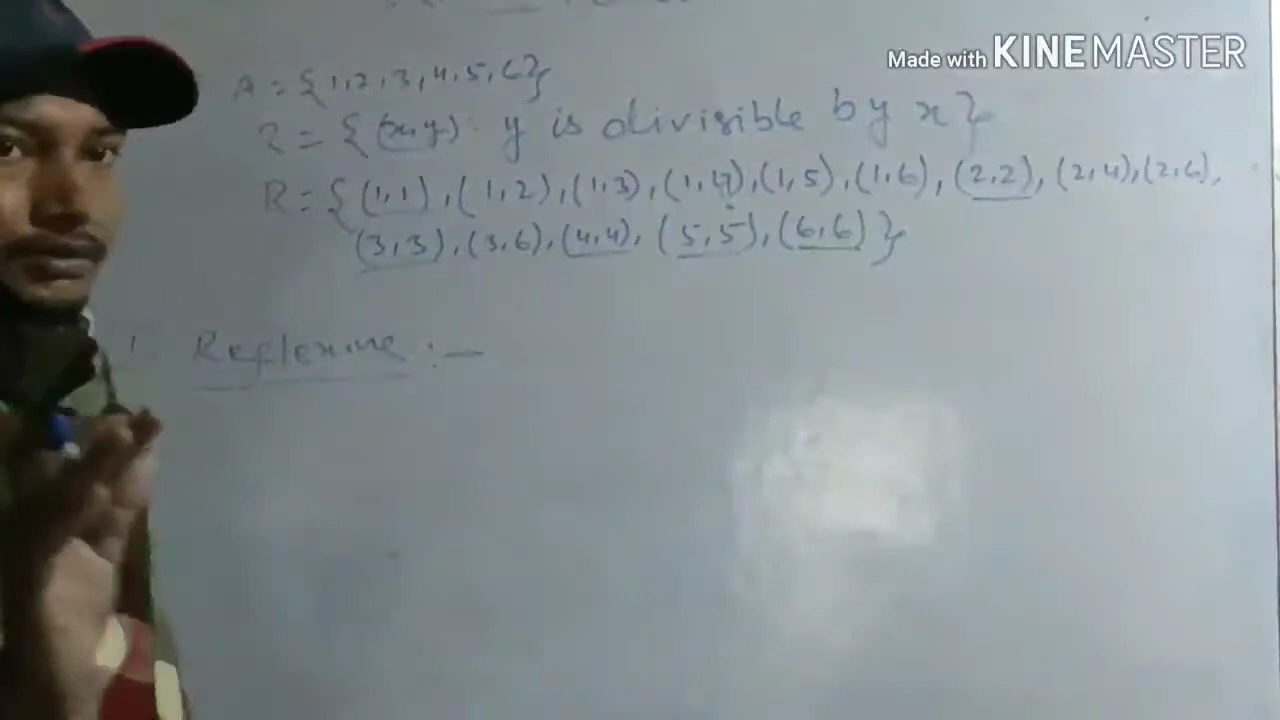 Made with KINEMASTER
A = {1,2,3,4,5,6}
R = {(x,y): y is divisible by x}
R = {(1,1),(1,2),(1,3),(1,4),(1,5),(1,6),(2,2),(2,4),(2,6),
(3,3),(3,6),(4,4),(5,5),(6,6)}
1. Reflexive :—